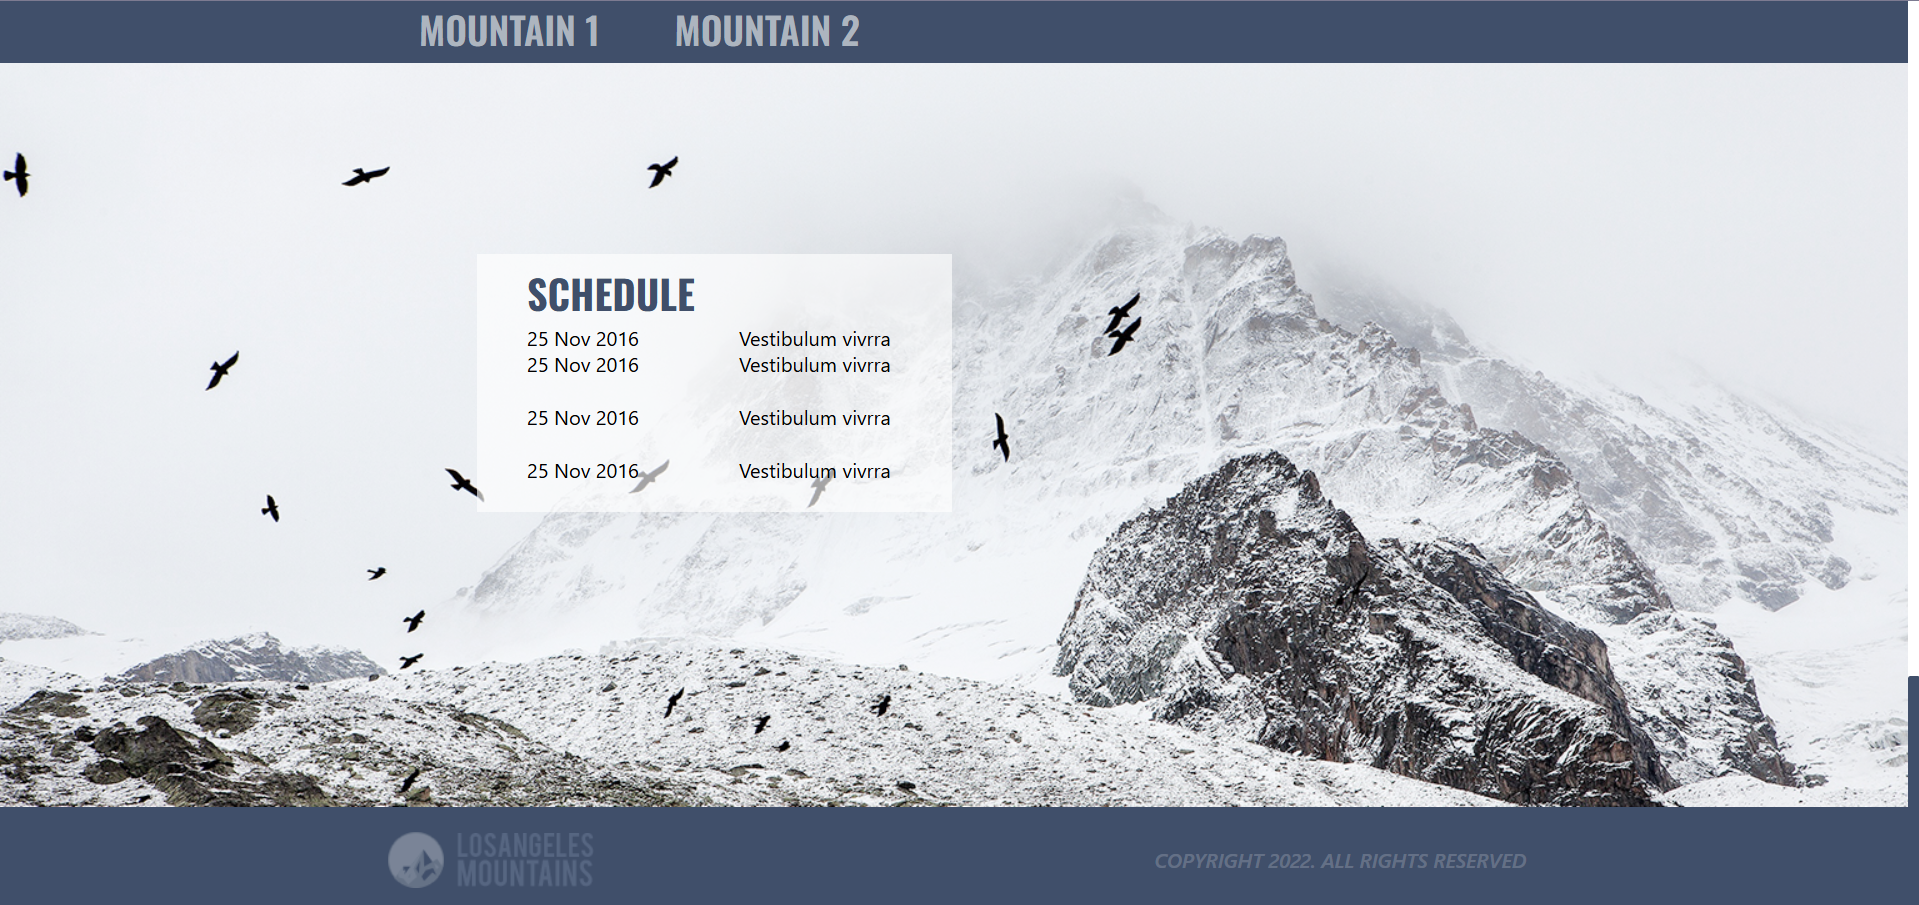 MOUNTAIN 1 MOUNTAIN 2
SCHEDULE
25 Nov 2016 Vestibulum vivrra
25 Nov 2016 Vestibulum vivrra
25 Nov 2016 Vestibulum vivrra
25 Nov 2016 Vestibulum vivrra
LOSANGELES
MOUNTAINS
COPYRIGHT 2022. ALL RIGHTS RESERVED